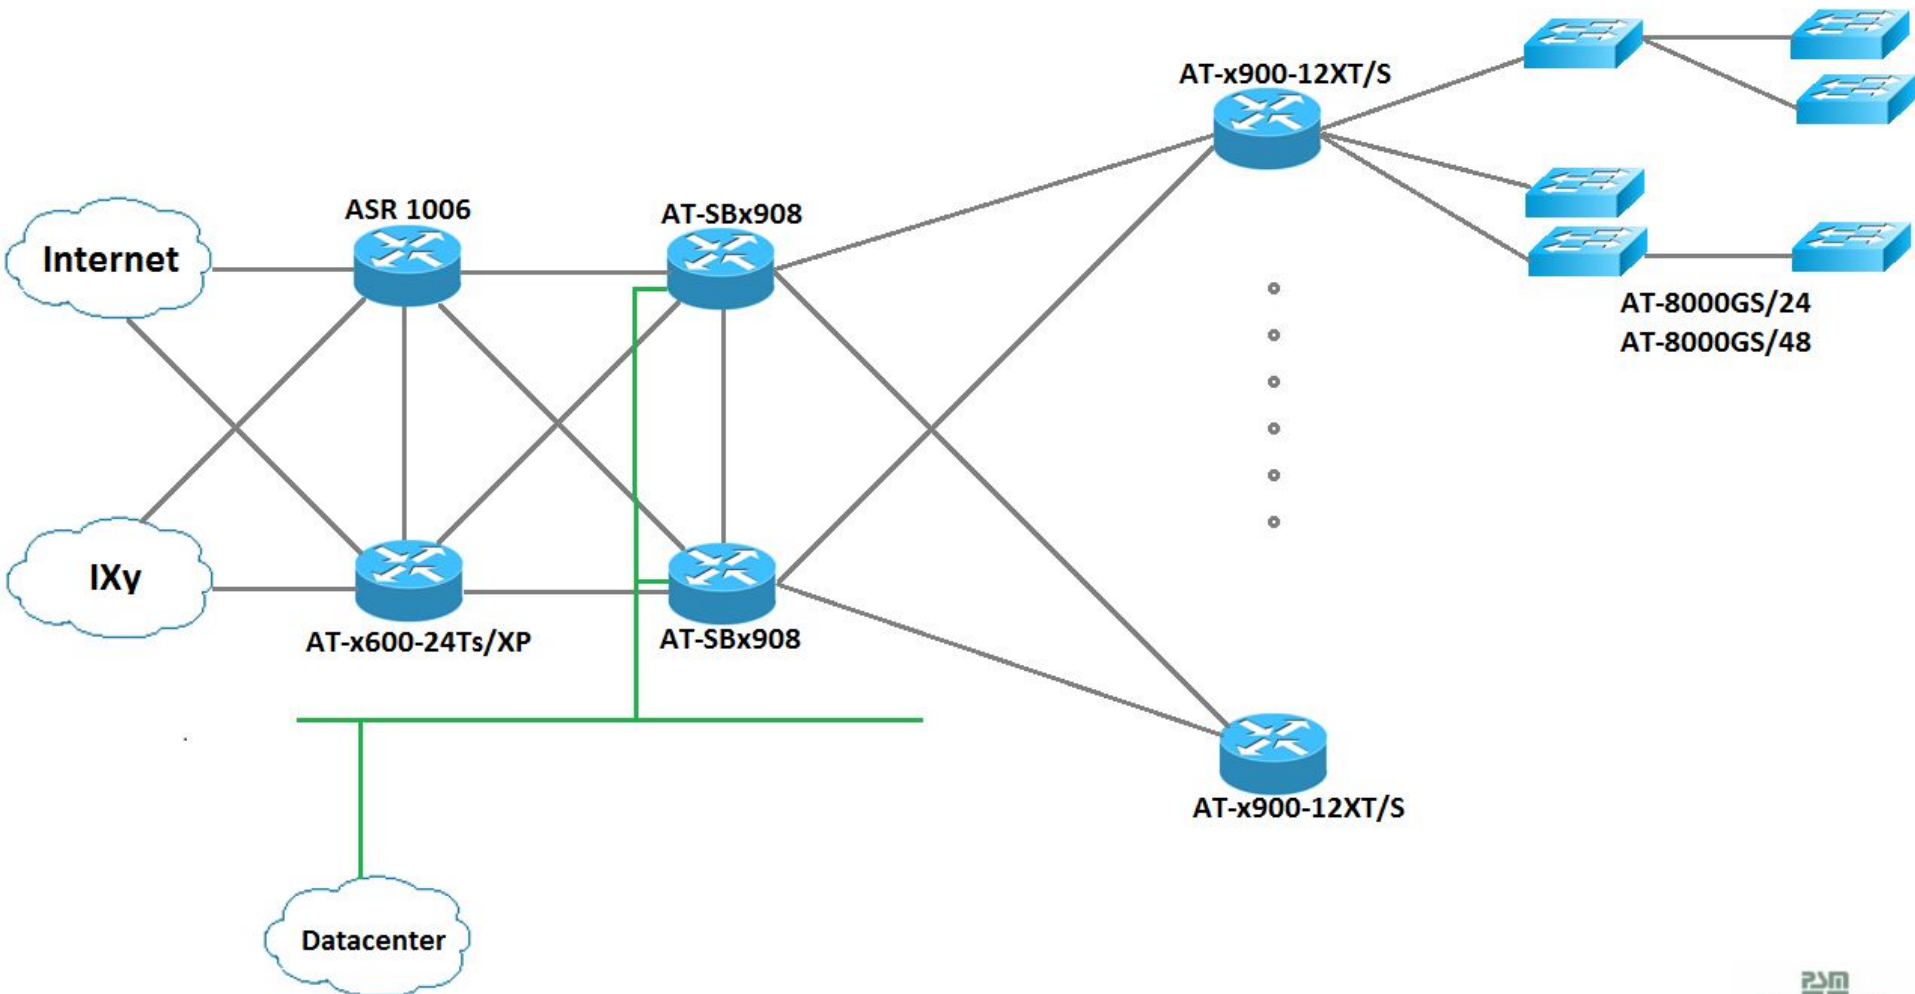 AT-x900-12XT/S
ASR 1006
AT-SBx908
Internet
AT-8000GS/24
AT-8000GS/48
IXy
AT-x600-24Ts/XP
AT-SBx908
AT-x900-12XT/S
Datacenter
PSM